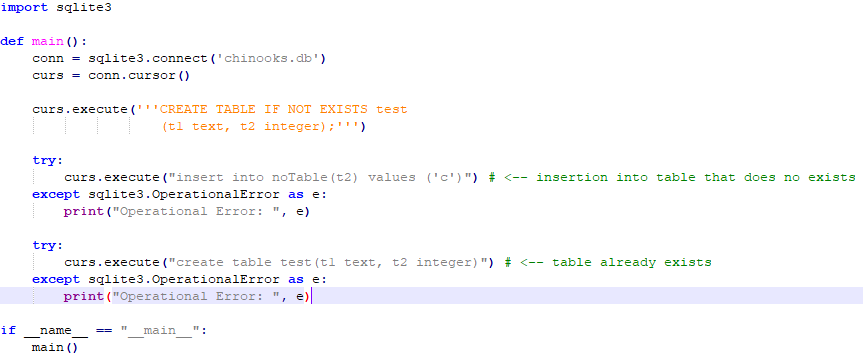 import sqlite3
def main():
conn = sqlite3.connect('chinooks.db')
curs = conn.cursor()
curs.execute('''CREATE TABLE IF NOT EXISTS test
(t1 text, t2 integer);''')
try:
curs.execute("insert into noTable(t2) values ('c')") # <-- insertion into table that does no exists
except sqlite3.OperationalError as e:
print("Operational Error: ", e)
try:
curs.execute("create table test(t1 text, t2 integer)") # <-- table already exists
except sqlite3.OperationalError as e:
print("Operational Error: ", e)
if __name__ == "__main__":
main()